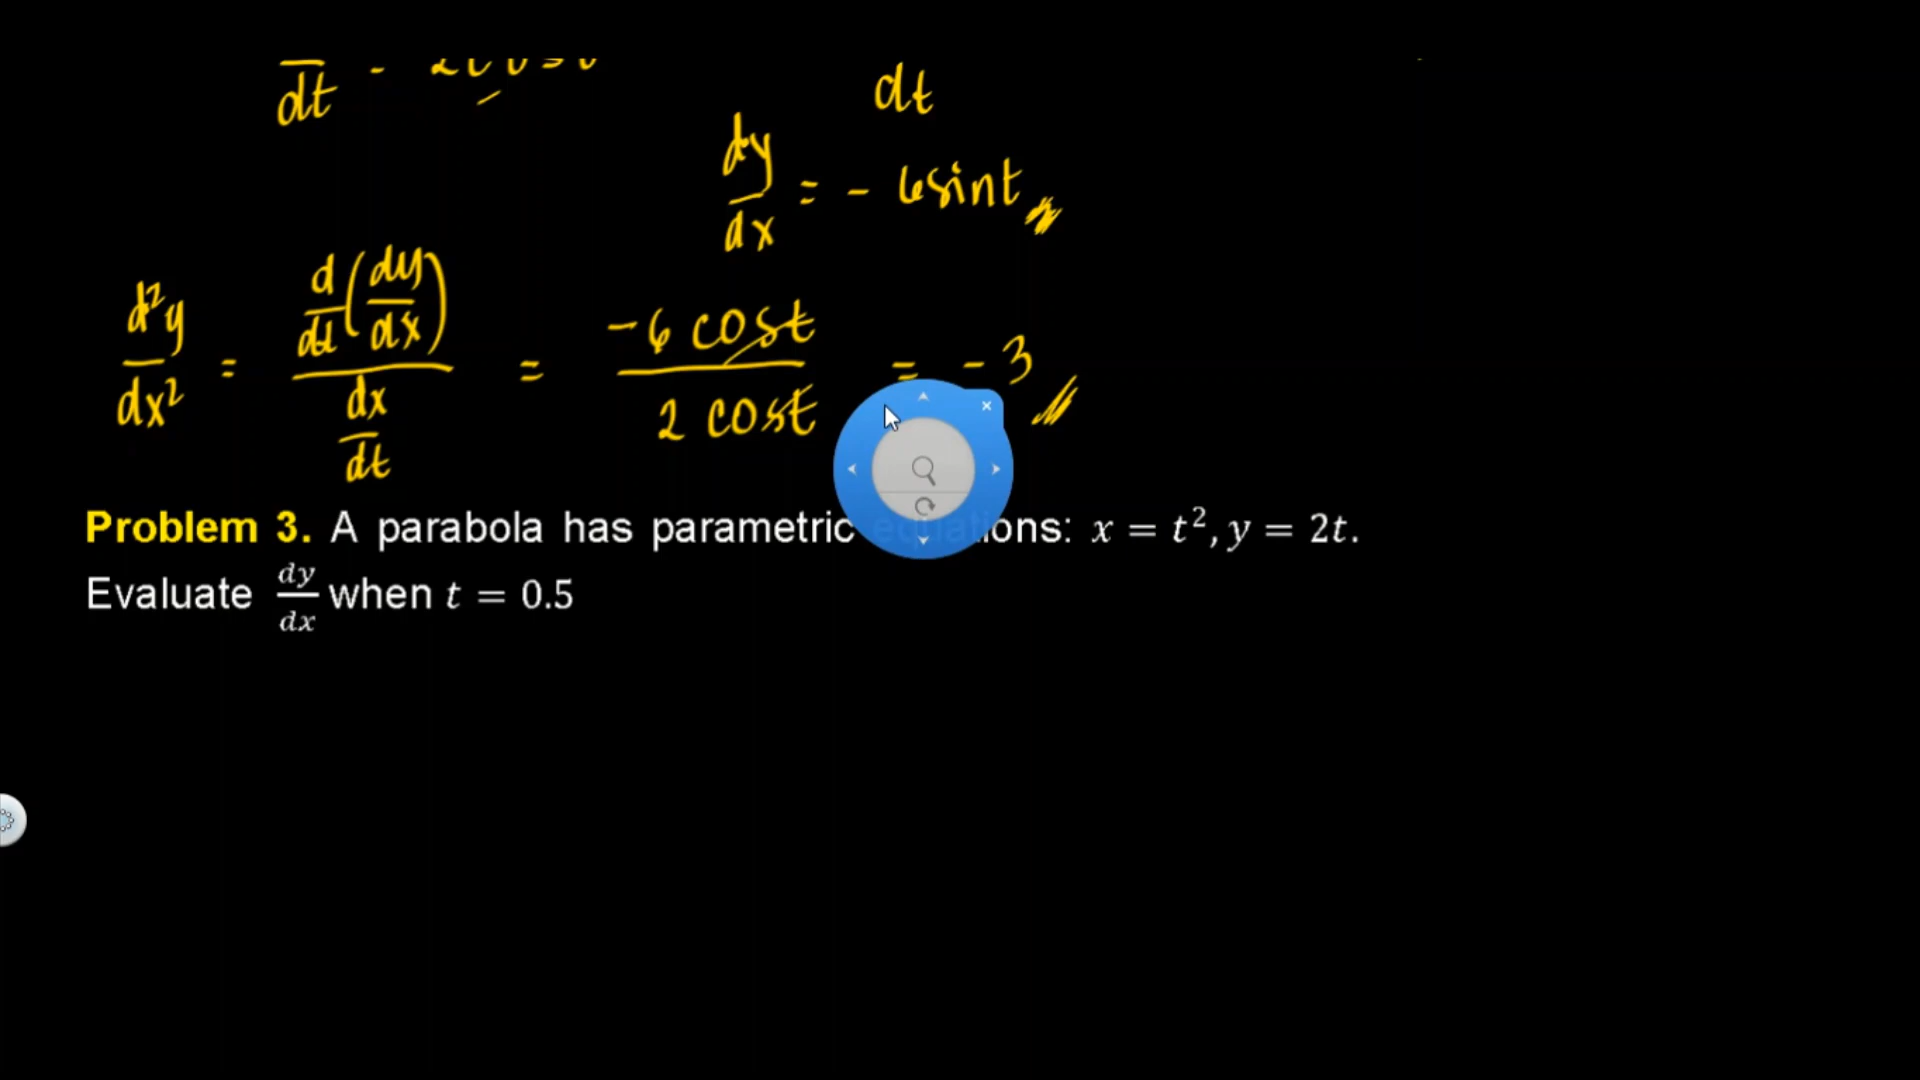 dt dt
dy/dx = - 6sint
d²y/dx² = d/dt(dy/dx) / dx/dt = -6 cost / 2 cost = - 3
Problem 3. A parabola has parametric ons: x = t², y = 2t.
Evaluate dy/dx when t = 0.5